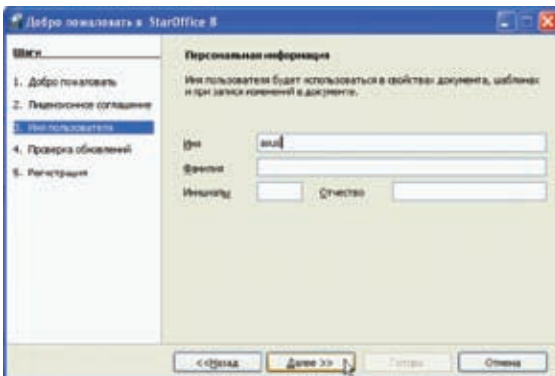 Добро пожаловать в StarOffice 8
Шаги
1. Добро пожаловать
2. Лицензионное соглашение
3. Имя пользователя
4. Проверка обновлений
5. Регистрация
Персональная информация
Имя пользователя будет использоваться в свойствах документа, шаблонах
и при записи изменений в документе.
Имя
asus
Фамилия
Инициалы
Отчество
<<Назад
Далее >>
Готово
Отмена